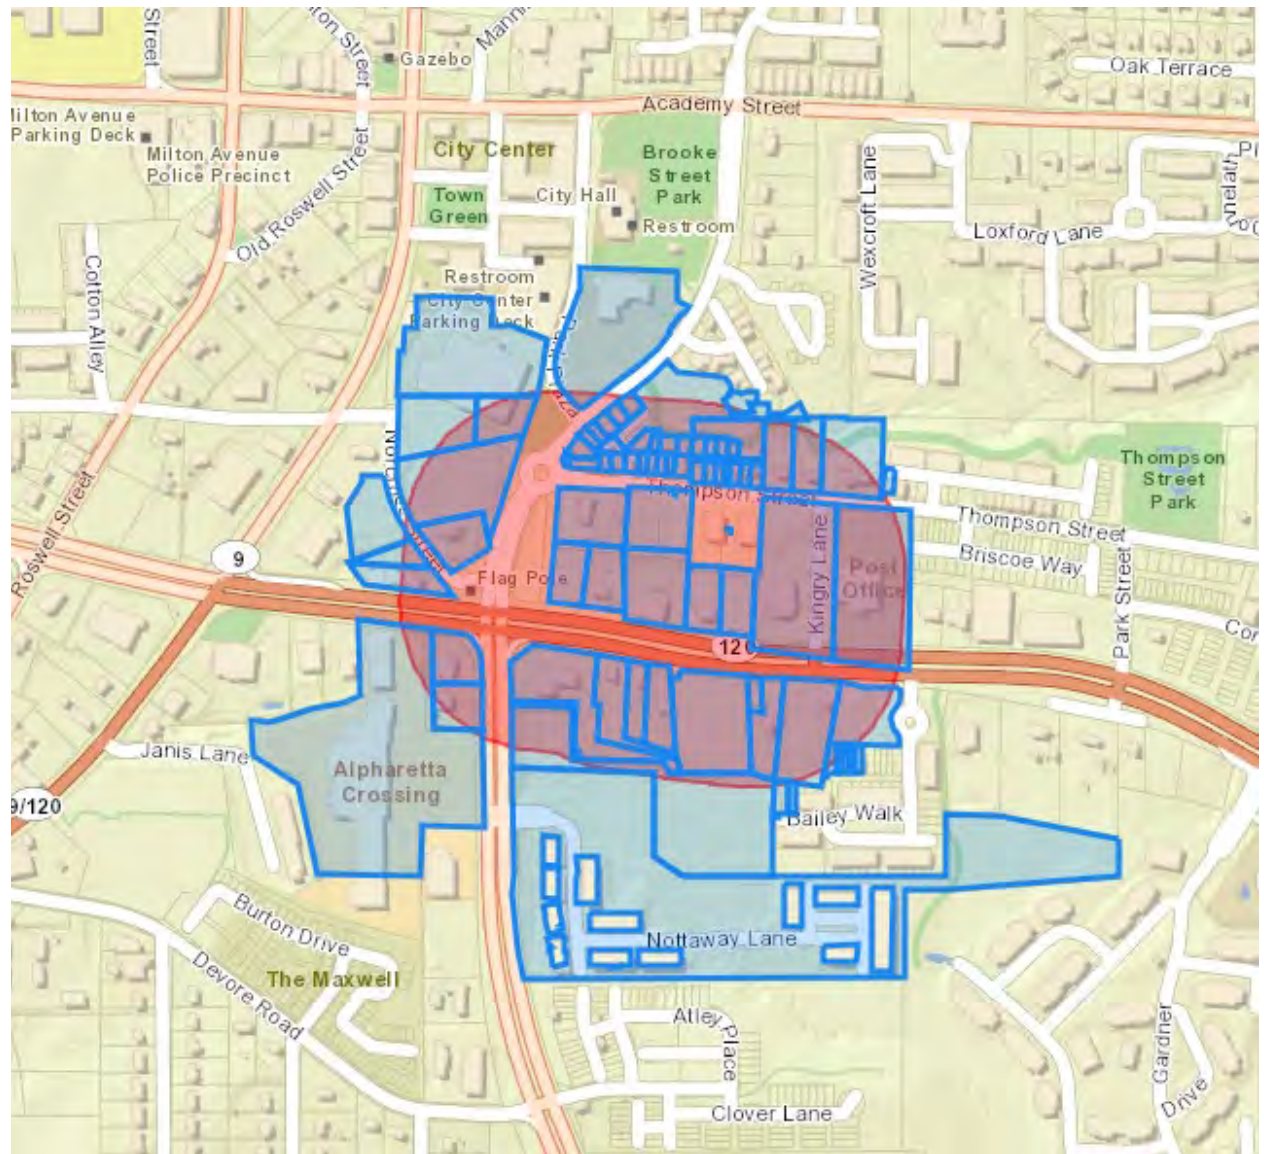 Street
Manni
Gazebo
Oak Terrace
Academy Street
Milton Avenue
Parking Deck
Milton Avenue
Police Precinct
Old Roswell Street
City Center
Brooke
Street
Park
Town
Green
City Hall
Restroom
Wexcroft Lane
Loxford Lane
Cotton Alley
Restroom
City Center
Parking Deck
Thompson
Street
Park
Thompson Street
Thompson Street
Briscoe Way
Roswell Street
9
Flag Pole
Kingry Lane
Post
Office
Park Street
120
Janis Lane
Alpharetta
Crossing
9/120
Bailey Walk
Burton Drive
Nottaway Lane
The Maxwell
Devore Road
Atley Place
Gardner
Drive
Clover Lane